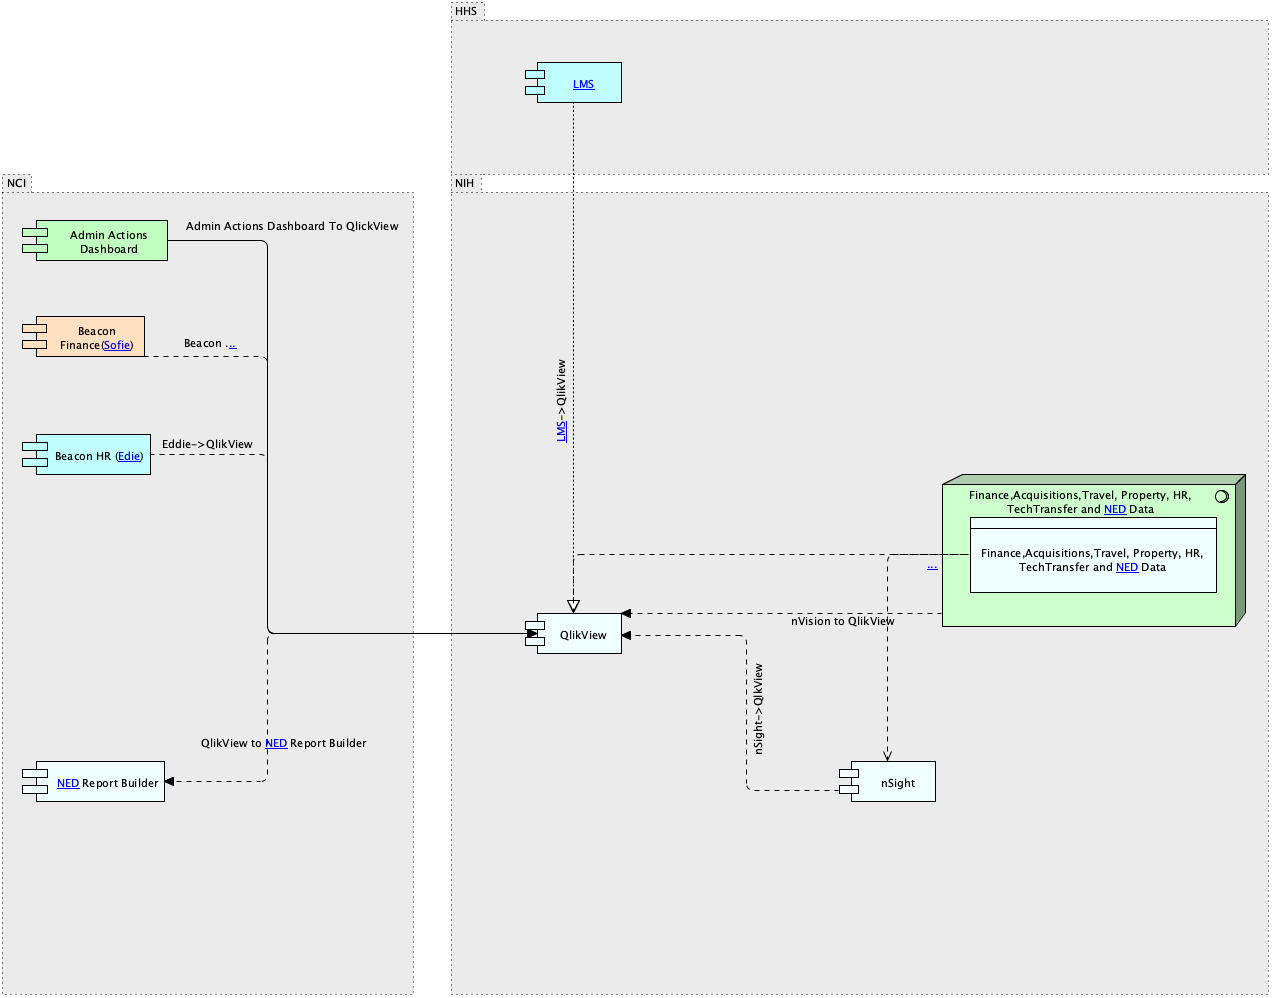 HHS
LMS
NCI
NIH
Admin Actions Dashboard To QlickView
Admin Actions
Dashboard
Beacon
Finance(Sofie)
Beacon ...
LMS->QlikView
Eddie->QlikView
Beacon HR (Edie)
Finance,Acquisitions,Travel, Property, HR,
TechTransfer and NED Data
Finance,Acquisitions,Travel, Property, HR,
TechTransfer and NED Data
...
nVision to QlikView
QlikView
nSight->QlkView
QlikView to NED Report Builder
NED Report Builder
nSight